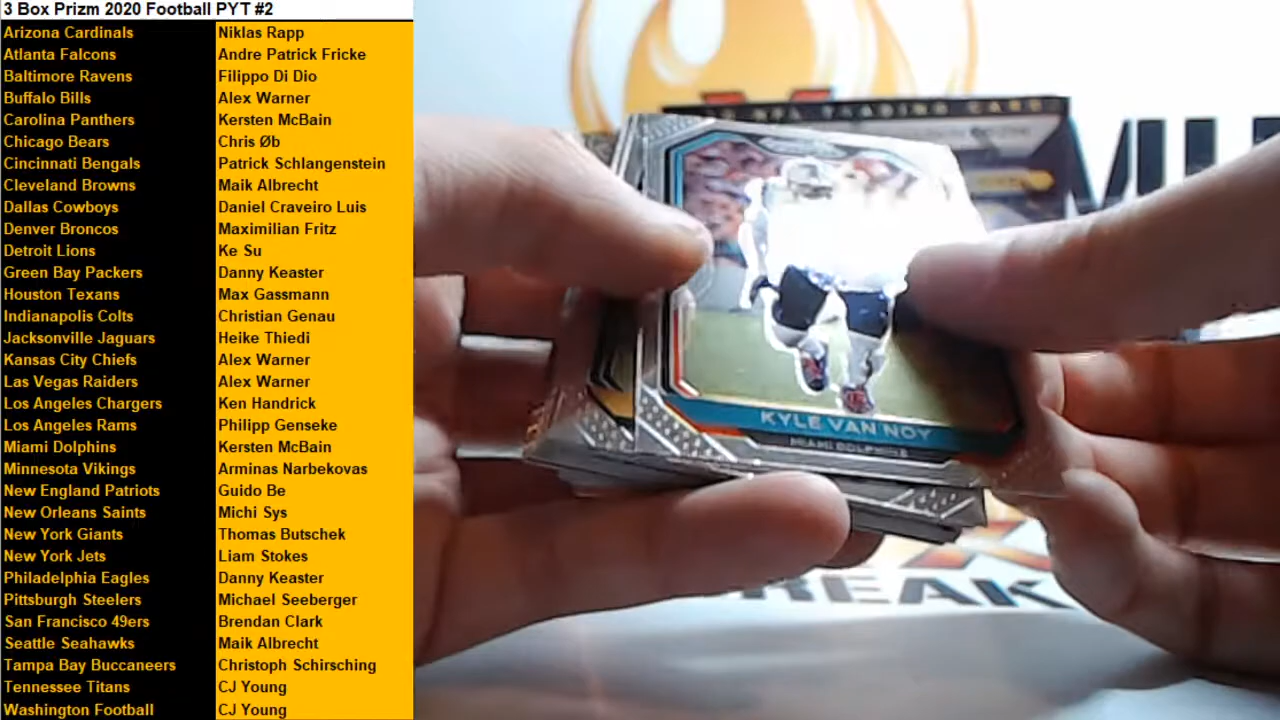 3 Box Prizm 2020 Football PYT #2
Arizona Cardinals Niklas Rapp
Atlanta Falcons Andre Patrick Fricke
Baltimore Ravens Filippo Di Dio
Buffalo Bills Alex Warner
Carolina Panthers Kersten McBain
Chicago Bears Chris Øb
Cincinnati Bengals Patrick Schlangenstein
Cleveland Browns Maik Albrecht
Dallas Cowboys Daniel Craveiro Luis
Denver Broncos Maximilian Fritz
Detroit Lions Ke Su
Green Bay Packers Danny Keaster
Houston Texans Max Gassmann
Indianapolis Colts Christian Genau
Jacksonville Jaguars Heike Thiedi
Kansas City Chiefs Alex Warner
Las Vegas Raiders Alex Warner
Los Angeles Chargers Ken Handrick
Los Angeles Rams Philipp Genseke
Miami Dolphins Kersten McBain
Minnesota Vikings Arminas Narbekovas
New England Patriots Guido Be
New Orleans Saints Michi Sys
New York Giants Thomas Butschek
New York Jets Liam Stokes
Philadelphia Eagles Danny Keaster
Pittsburgh Steelers Michael Seeberger
San Francisco 49ers Brendan Clark
Seattle Seahawks Maik Albrecht
Tampa Bay Buccaneers Christoph Schirsching
Tennessee Titans CJ Young
Washington Football CJ Young
NFL TRADING CARD
KYLE VAN NOY
MIAMI DOLPHINS
REAK